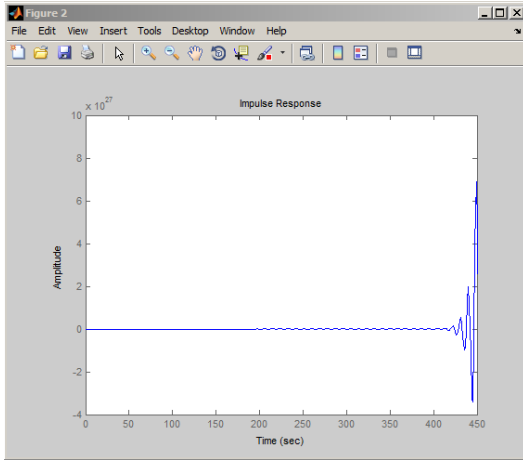 Figure 2
File Edit View Insert Tools Desktop Window Help
x 10^27
Impulse Response
10
8
6
4
2
0
-2
-4
Amplitude
0 50 100 150 200 250 300 350 400 450
Time (sec)